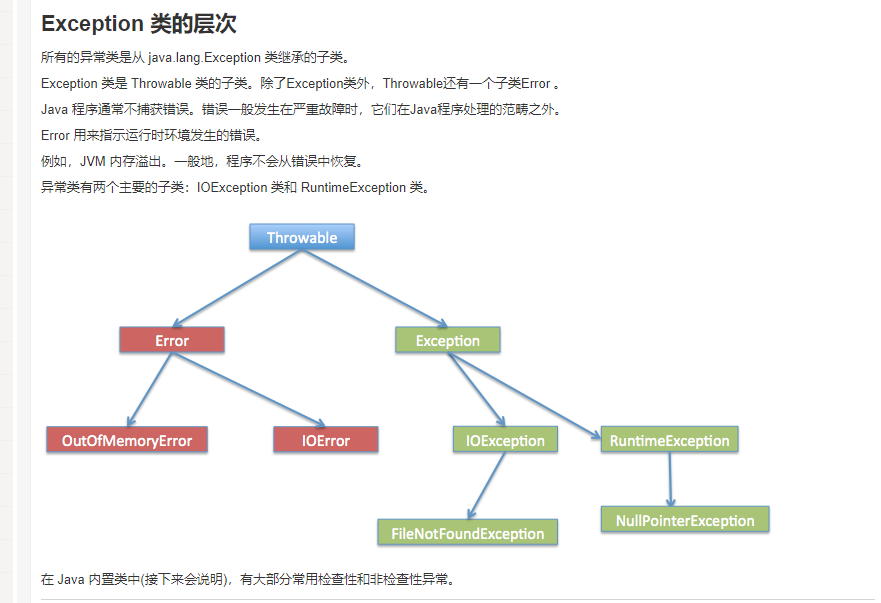 Exception 类的层次
所有的异常类是从 java.lang.Exception 类继承的子类。
Exception 类是 Throwable 类的子类。除了Exception类外，Throwable还有一个子类Error 。
Java 程序通常不捕获错误。错误一般发生在严重故障时，它们在Java程序处理的范畴之外。
Error 用来指示运行时环境发生的错误。
例如，JVM 内存溢出。一般地，程序不会从错误中恢复。
异常类有两个主要的子类：IOException 类和 RuntimeException 类。
Throwable
Error
Exception
OutOfMemoryError
IOError
IOException
RuntimeException
FileNotFoundException
NullPointerException
在 Java 内置类中(接下来会说明)，有大部分常用检查性和非检查性异常。